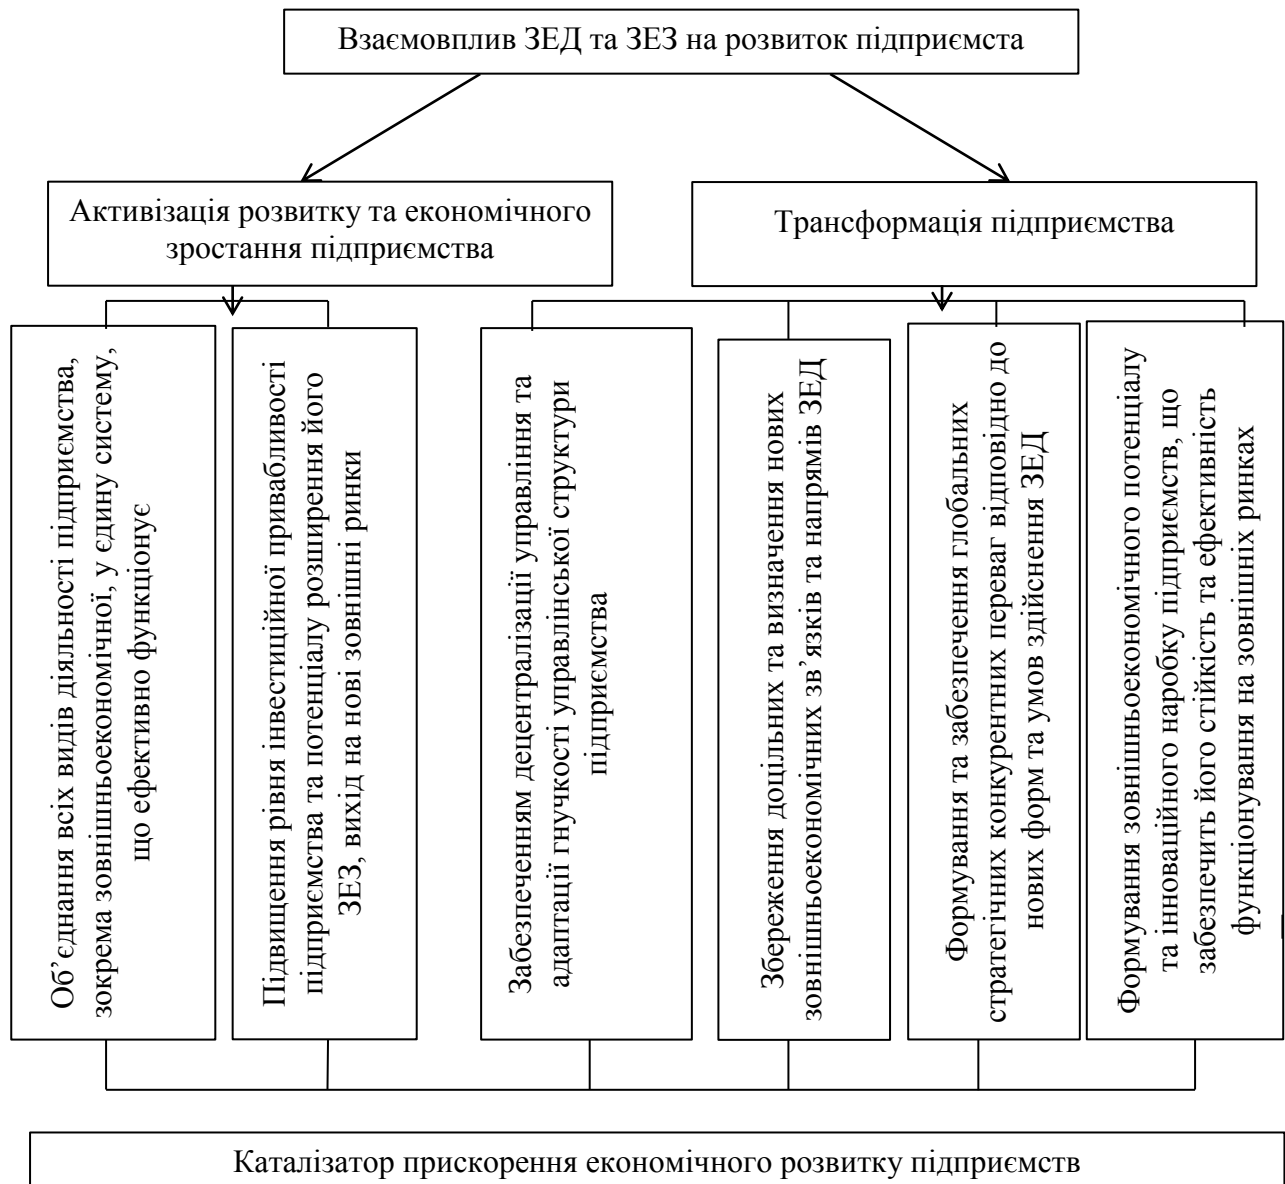 Взаємовплив ЗЕД та ЗЕЗ на розвиток підприємста
Активізація розвитку та економічного
зростання підприємства
Трансформація підприємства
Об’єднання всіх видів діяльності підприємства,
зокрема зовнішньоекономічної, у єдину систему,
що ефективно функціонує
Підвищення рівня інвестиційної привабливості
підприємства та потенціалу розширення його
ЗЕЗ, вихід на нові зовнішні ринки
Забезпеченням децентралізації управління та
адаптації гнучкості управлінської структури
підприємства
Збереження доцільних та визначення нових
зовнішньоекономічних зв’язків та напрямів ЗЕД
Формування та забезпечення глобальних
стратегічних конкурентних переваг відповідно до
нових форм та умов здійснення ЗЕД
Формування зовнішньоекономічного потенціалу
та інноваційного наробку підприємств, що
забезпечить його стійкість та ефективність
функціонування на зовнішніх ринках
Каталізатор прискорення економічного розвитку підприємств